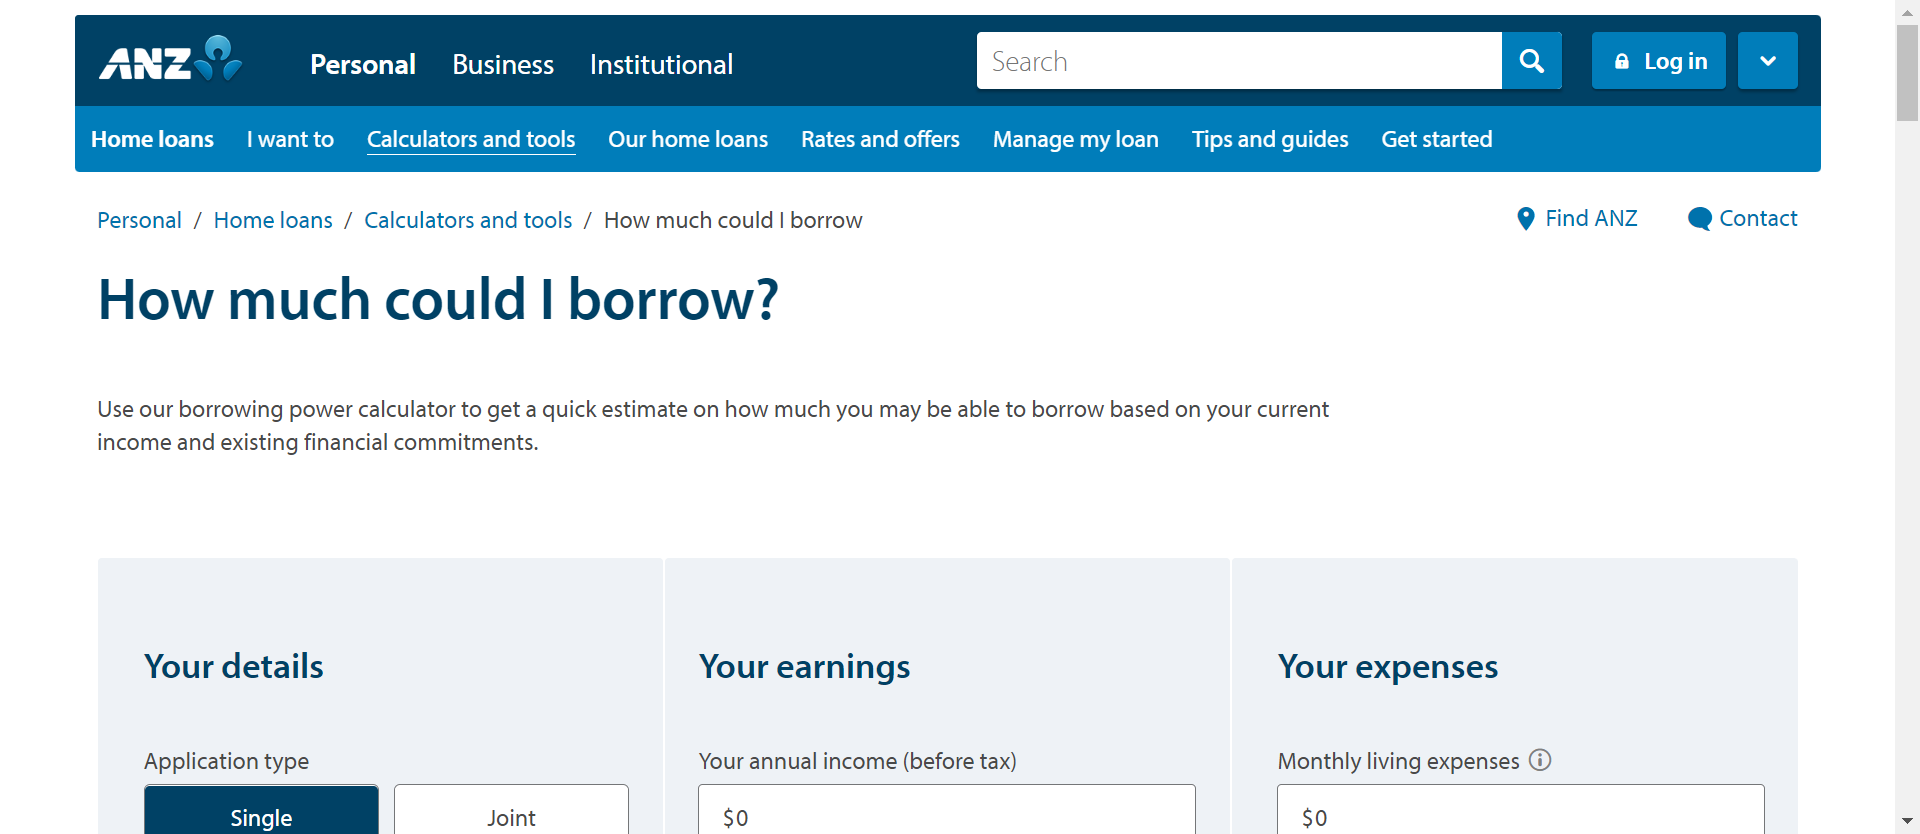 ANZ
Personal Business Institutional
Search
Log in
Home loans I want to Calculators and tools Our home loans Rates and offers Manage my loan Tips and guides Get started
Personal / Home loans / Calculators and tools / How much could I borrow
Find ANZ Contact
How much could I borrow?
Use our borrowing power calculator to get a quick estimate on how much you may be able to borrow based on your current
income and existing financial commitments.
Your details
Application type
Single Joint
Your earnings
Your annual income (before tax)
$0
Your expenses
Monthly living expenses
$0